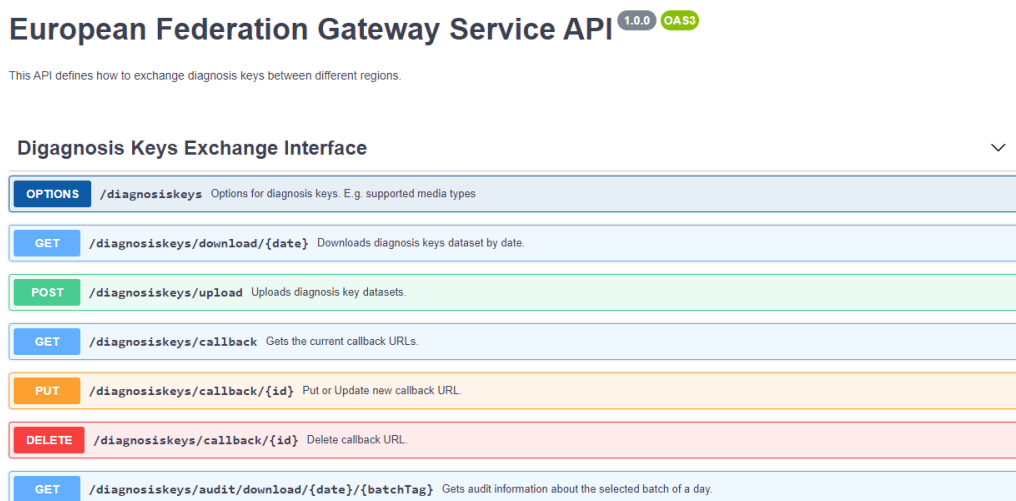 European Federation Gateway Service API 1.0.0 OAS3
This API defines how to exchange diagnosis keys between different regions.
Digagnosis Keys Exchange Interface
OPTIONS /diagnosiskeys Options for diagnosis keys. E.g. supported media types
GET /diagnosiskeys/download/{date} Downloads diagnosis keys dataset by date.
POST /diagnosiskeys/upload Uploads diagnosis key datasets.
GET /diagnosiskeys/callback Gets the current callback URLs.
PUT /diagnosiskeys/callback/{id} Put or Update new callback URL.
DELETE /diagnosiskeys/callback/{id} Delete callback URL.
GET /diagnosiskeys/audit/download/{date}/{batchTag} Gets audit information about the selected batch of a day.